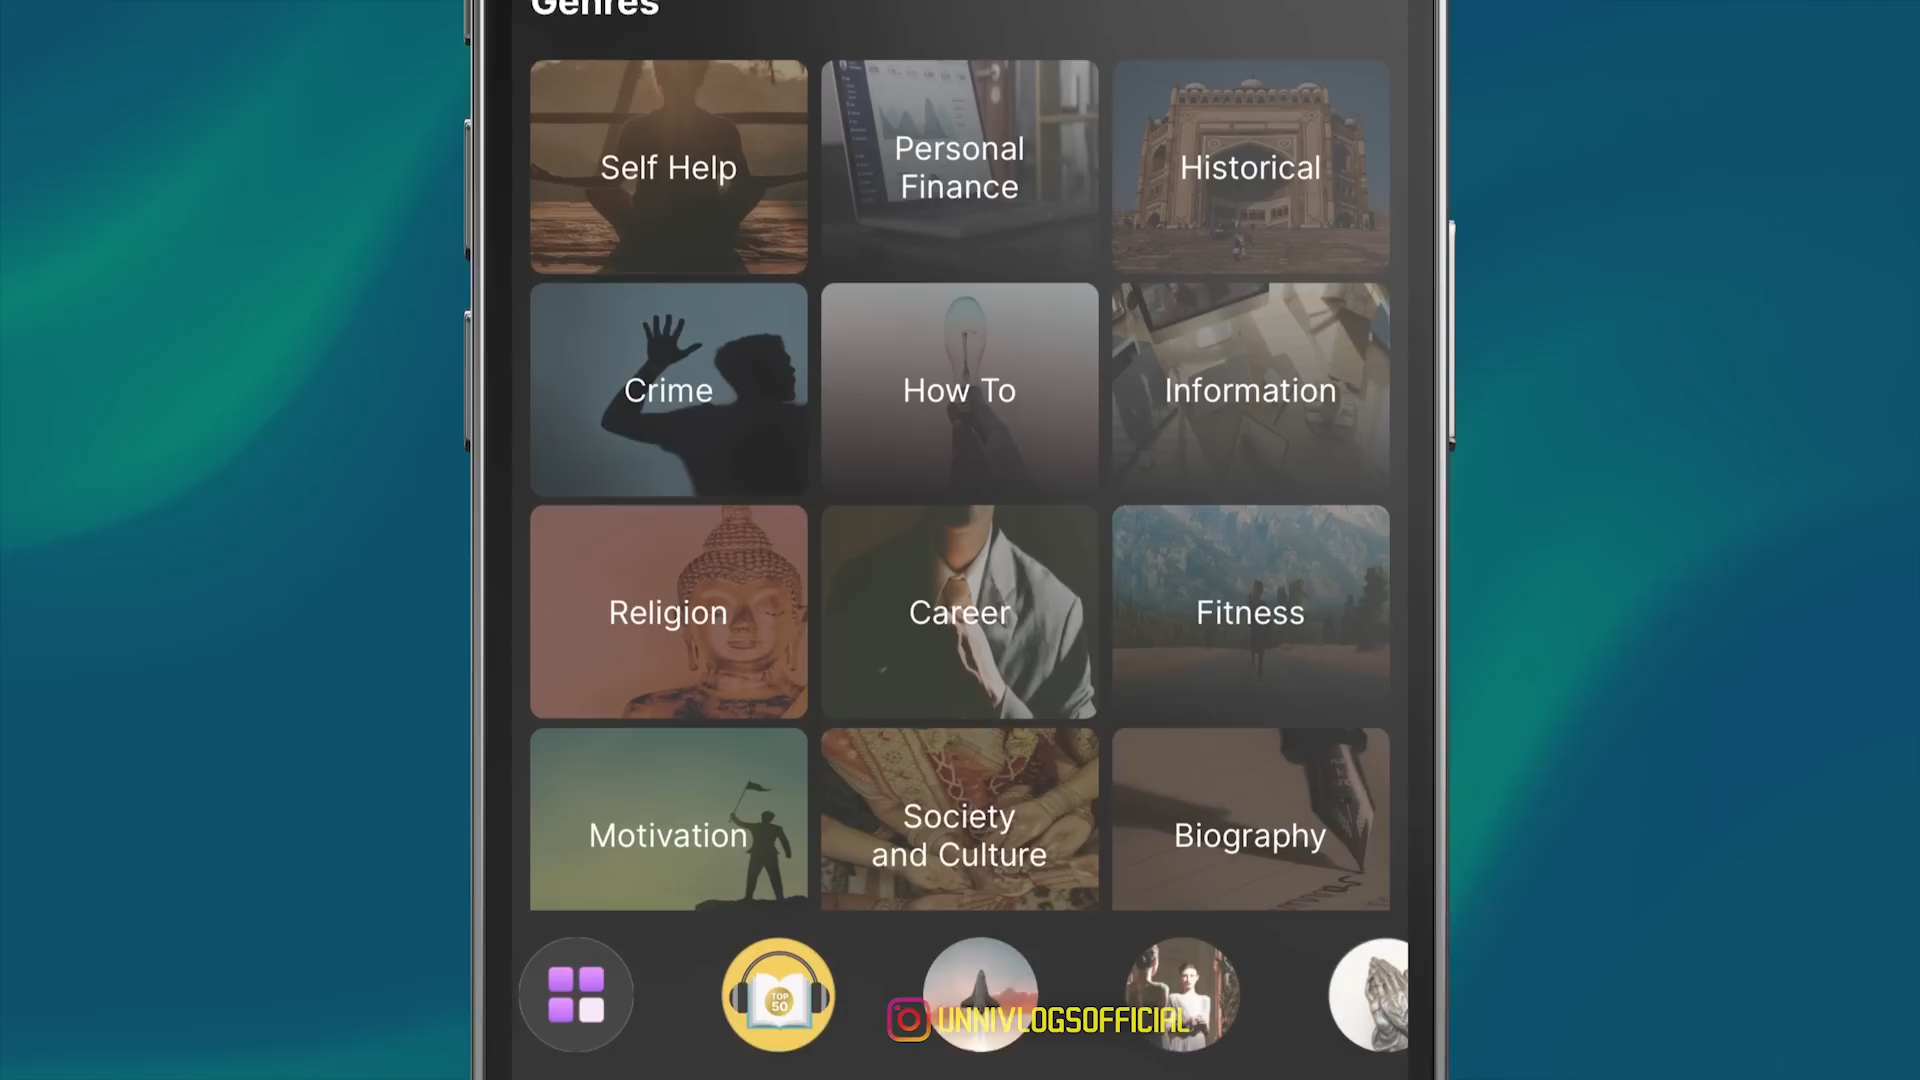 Genres
Self Help
Personal
Finance
Historical
Crime
How To
Information
Religion
Career
Fitness
Motivation
Society
and Culture
Biography
TOP
50
UNNIVLOGSOFFICIAL